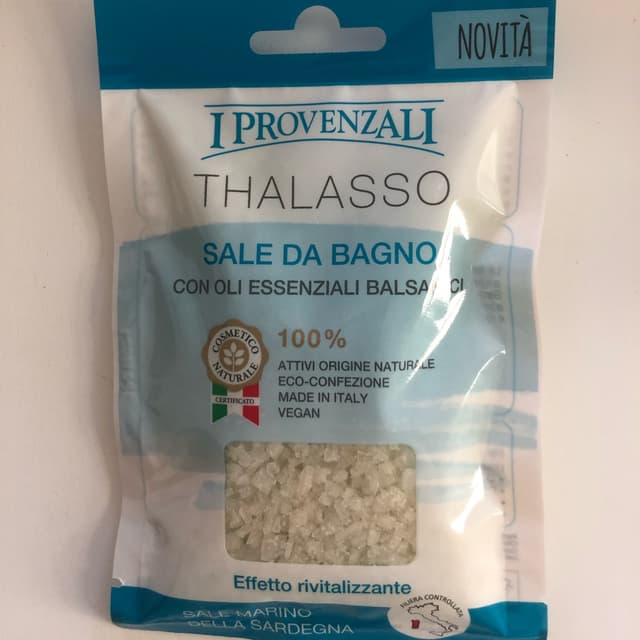 NOVITÀ
I PROVENZALI
THALASSO
SALE DA BAGNO
CON OLI ESSENZIALI BALSAMICI
COSMETICO NATURALE
CERTIFICATO
100%
ATTIVI ORIGINE NATURALE
ECO-CONFEZIONE
MADE IN ITALY
VEGAN
Effetto rivitalizzante
SALE MARINO
DELLA SARDEGNA
FILIERA CONTROLLATA